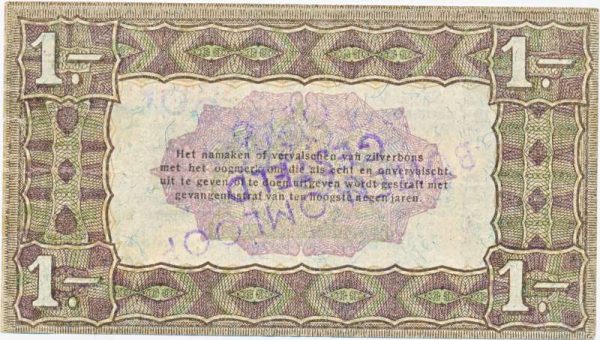 1.- 1.-
Het namaken of vervalschen van zilverbons
met het oogmerk om die als echt en onvervalscht
uit te geven of te doen uitgeven wordt gestraft met
gevangenisstraf van ten hoogste negen jaren.
1.- 1.-